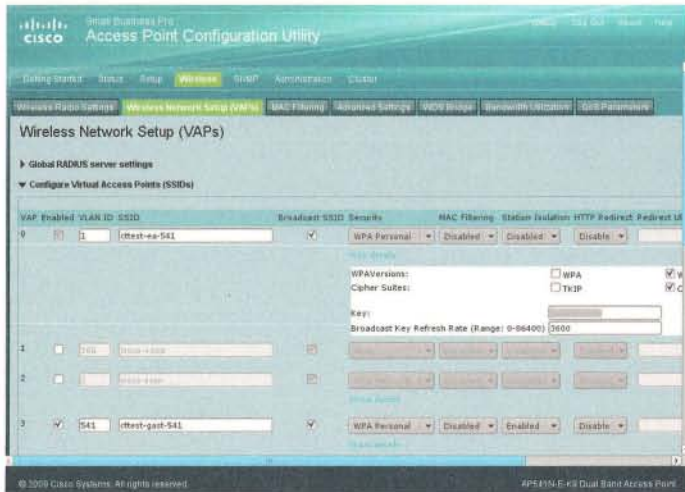 Small Business Pro
CISCO Access Point Configuration Utility
Getting Started Status Setup Wireless SNMP Administration Cluster
Wireless Radio Settings Wireless Network Setup (VAPs) MAC Filtering Advanced Settings WDS Bridge Bandwidth Utilization QoS Parameters
Wireless Network Setup (VAPs)
Global RADIUS server settings
Configure Virtual Access Points (SSIDs)
VAP Enabled VLAN ID SSID Broadcast SSID Security MAC Filtering Station Isolation HTTP Redirect Redirect
0 1 cttest-ea-541 WPA Personal Disabled Disabled Disable
WPAVersions: WPA
Cipher Suites: TKIP
Key:
Broadcast Key Refresh Rate (Range: 0-86400) 3600
1
2
3 541 cttest-gast-541 WPA Personal Disabled Enabled Disable
© 2009 Cisco Systems. All rights reserved. AP541N-E-K9 Dual Band Access Point